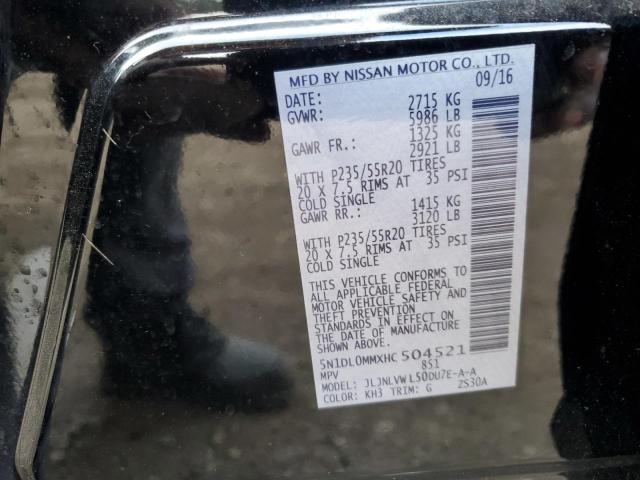 MFD BY NISSAN MOTOR CO., LTD.
DATE: 09/16
GVWR: 2715 KG
5986 LB
GAWR FR.: 1325 KG
2921 LB
WITH P235/55R20 TIRES
20 X 7.5 RIMS AT 35 PSI
COLD SINGLE
GAWR RR.: 1415 KG
3120 LB
WITH P235/55R20 TIRES
20 X 7.5 RIMS AT 35 PSI
COLD SINGLE
THIS VEHICLE CONFORMS TO
ALL APPLICABLE FEDERAL
MOTOR VEHICLE SAFETY AND
THEFT PREVENTION
STANDARDS IN EFFECT ON
THE DATE OF MANUFACTURE
SHOWN ABOVE.
5N1DL0MMXHC504521
MPV 851
MODEL: JLJNLVWL50DU7E-A-A
COLOR: KH3 TRIM: G ZS30A